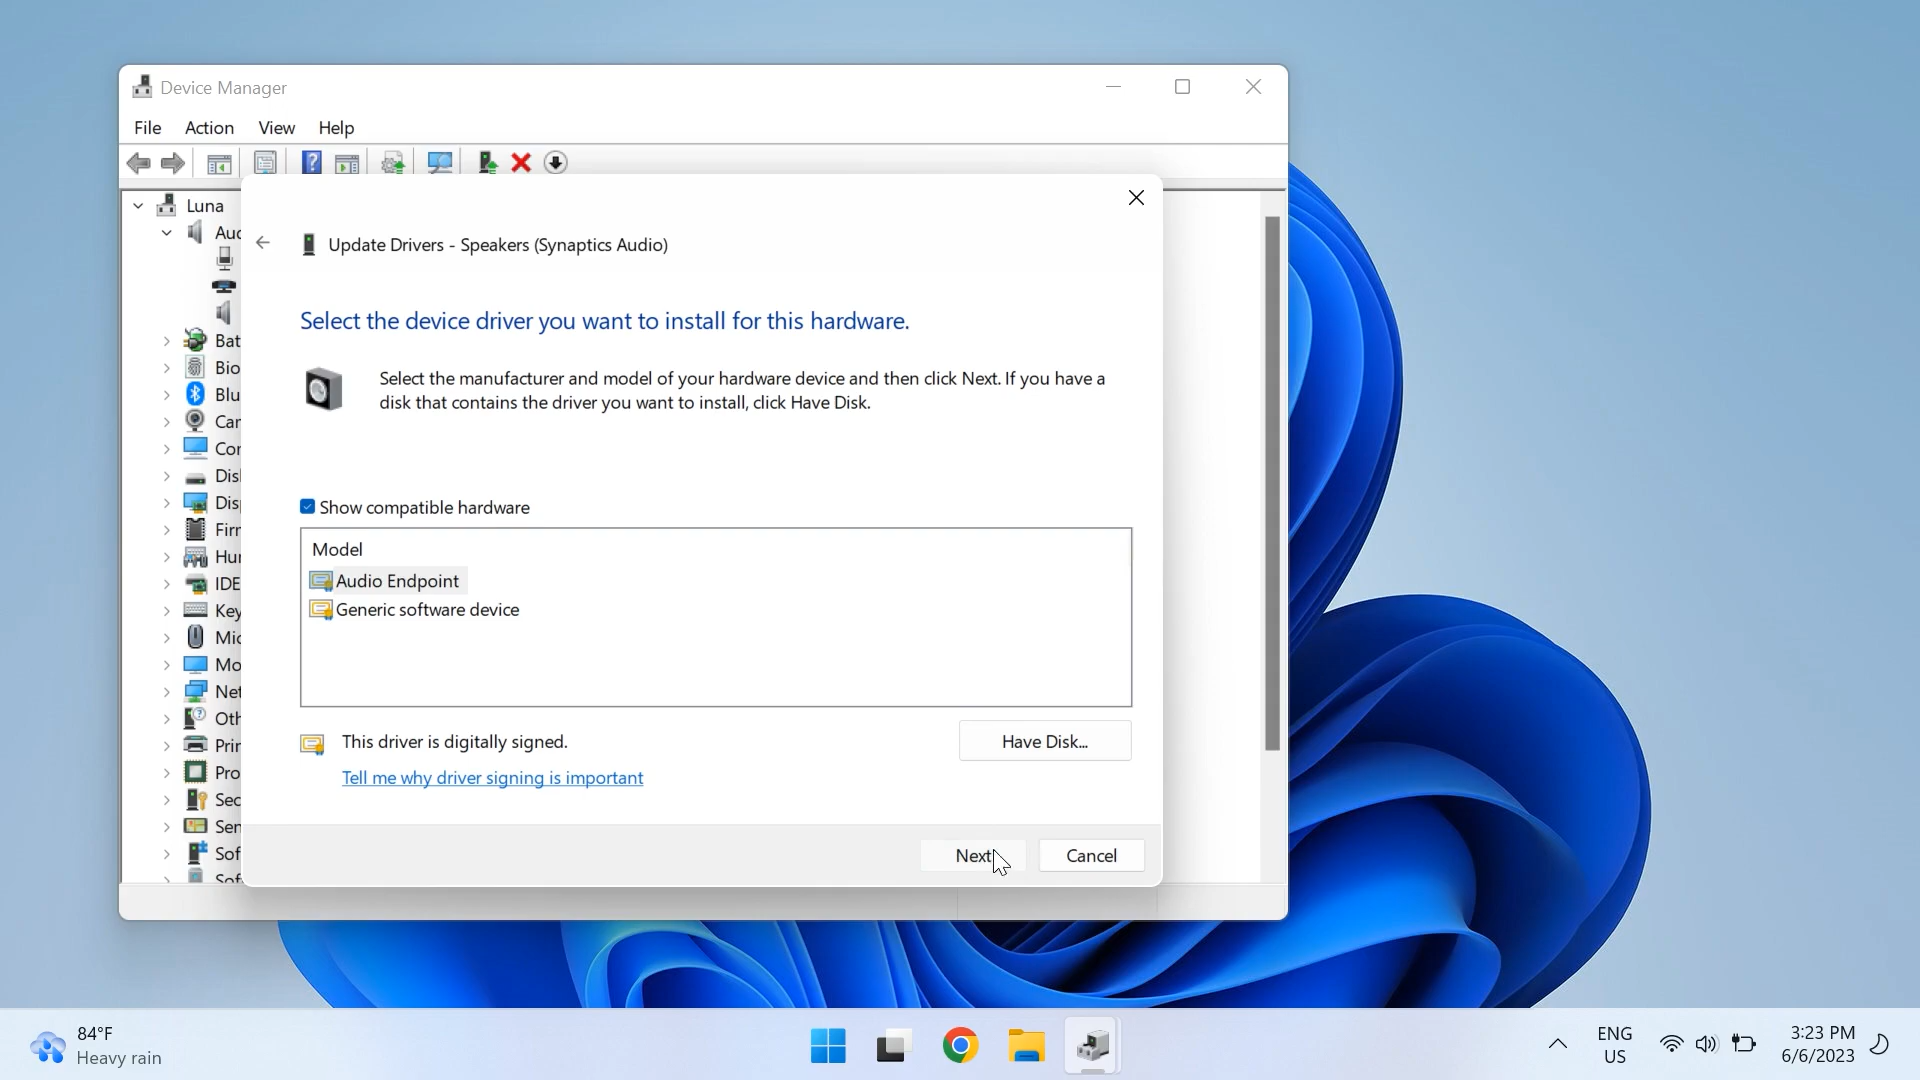 Device Manager
File Action View Help
Luna
Aud
Bat
Bio
Blu
Can
Con
Disk
Disp
Firr
Hur
IDE
Key
Mic
Mo
Net
Oth
Prin
Pro
Sec
Sen
Sof
Sof
Update Drivers - Speakers (Synaptics Audio)
Select the device driver you want to install for this hardware.
Select the manufacturer and model of your hardware device and then click Next. If you have a
disk that contains the driver you want to install, click Have Disk.
Show compatible hardware
Model
Audio Endpoint
Generic software device
This driver is digitally signed.
Have Disk...
Tell me why driver signing is important
Next
Cancel
84°F
Heavy rain
ENG
US
3:23 PM
6/6/2023